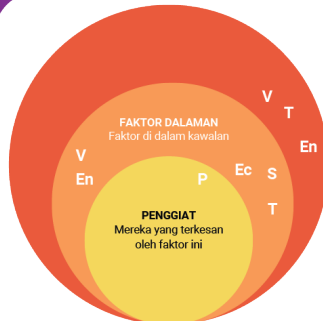 V
T
En
FAKTOR DALAMAN
Faktor di dalam kawalan
V
En
P
Ec
S
T
PENGGIAT
Mereka yang terkesan
oleh faktor ini